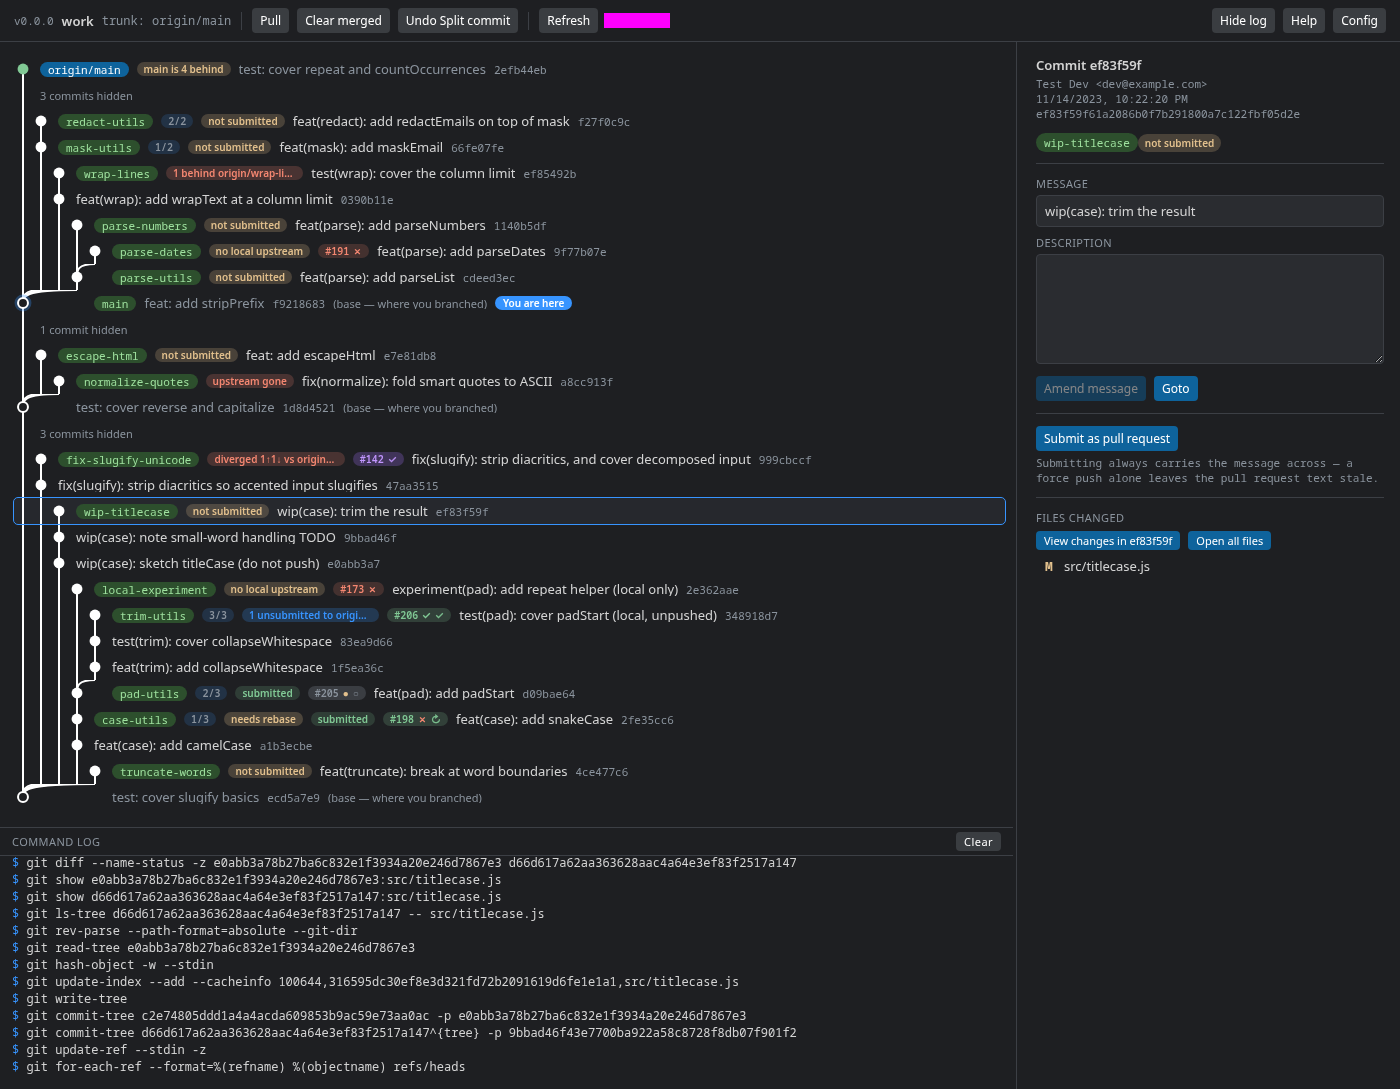 v0.0.0 work trunk: origin/main Pull Clear merged Undo Split commit Refresh Hide log Help Config
origin/main main is 4 behind test: cover repeat and countOccurrences 2efb44eb
3 commits hidden
redact-utils 2/2 not submitted feat(redact): add redactEmails on top of mask f27f0c9c
mask-utils 1/2 not submitted feat(mask): add maskEmail 66fe07fe
wrap-lines 1 behind origin/wrap-li... test(wrap): cover the column limit ef85492b
feat(wrap): add wrapText at a column limit 0390b11e
parse-numbers not submitted feat(parse): add parseNumbers 1140b5df
parse-dates no local upstream #191 × feat(parse): add parseDates 9f77b07e
parse-utils not submitted feat(parse): add parseList cdeed3ec
main feat: add stripPrefix f9218683 (base — where you branched) You are here
1 commit hidden
escape-html not submitted feat: add escapeHtml e7e81db8
normalize-quotes upstream gone fix(normalize): fold smart quotes to ASCII a8cc913f
test: cover reverse and capitalize 1d8d4521 (base — where you branched)
3 commits hidden
fix-slugify-unicode diverged 1↑1↓ vs origin... #142 ✓ fix(slugify): strip diacritics, and cover decomposed input 999cbccf
fix(slugify): strip diacritics so accented input slugifies 47aa3515
wip-titlecase not submitted wip(case): trim the result ef83f59f
wip(case): note small-word handling TODO 9bbad46f
wip(case): sketch titleCase (do not push) e0abb3a7
local-experiment no local upstream #173 × experiment(pad): add repeat helper (local only) 2e362aae
trim-utils 3/3 1 unsubmitted to origi... #206 ✓ ✓ test(pad): cover padStart (local, unpushed) 348918d7
test(trim): cover collapseWhitespace 83ea9d66
feat(trim): add collapseWhitespace 1f5ea36c
pad-utils 2/3 submitted #205 ● ○ feat(pad): add padStart d09bae64
case-utils 1/3 needs rebase submitted #198 × ↻ feat(case): add snakeCase 2fe35cc6
feat(case): add camelCase a1b3ecbe
truncate-words not submitted feat(truncate): break at word boundaries 4ce477c6
test: cover slugify basics ecd5a7e9 (base — where you branched)
COMMAND LOG Clear
$ git diff --name-status -z e0abb3a78b27ba6c832e1f3934a20e246d7867e3 d66d617a62aa363628aac4a64e3ef83f2517a147
$ git show e0abb3a78b27ba6c832e1f3934a20e246d7867e3:src/titlecase.js
$ git show d66d617a62aa363628aac4a64e3ef83f2517a147:src/titlecase.js
$ git ls-tree d66d617a62aa363628aac4a64e3ef83f2517a147 -- src/titlecase.js
$ git rev-parse --path-format=absolute --git-dir
$ git read-tree e0abb3a78b27ba6c832e1f3934a20e246d7867e3
$ git hash-object -w --stdin
$ git update-index --add --cacheinfo 100644,316595dc30ef8e3d321fd72b2091619d6fe1e1a1,src/titlecase.js
$ git write-tree
$ git commit-tree c2e74805ddd1a4a4acda609853b9ac59e73aa0ac -p e0abb3a78b27ba6c832e1f3934a20e246d7867e3
$ git commit-tree d66d617a62aa363628aac4a64e3ef83f2517a147^{tree} -p 9bbad46f43e7700ba922a58c8728f8db07f901f2
$ git update-ref --stdin -z
$ git for-each-ref --format=%(refname) %(objectname) refs/heads
Commit ef83f59f
Test Dev <dev@example.com>
11/14/2023, 10:22:20 PM
ef83f59f61a2086b0f7b291800a7c122fbf05d2e
wip-titlecase not submitted
MESSAGE
wip(case): trim the result
DESCRIPTION
Amend message Goto
Submit as pull request
Submitting always carries the message across — a
force push alone leaves the pull request text stale.
FILES CHANGED
View changes in ef83f59f Open all files
M src/titlecase.js